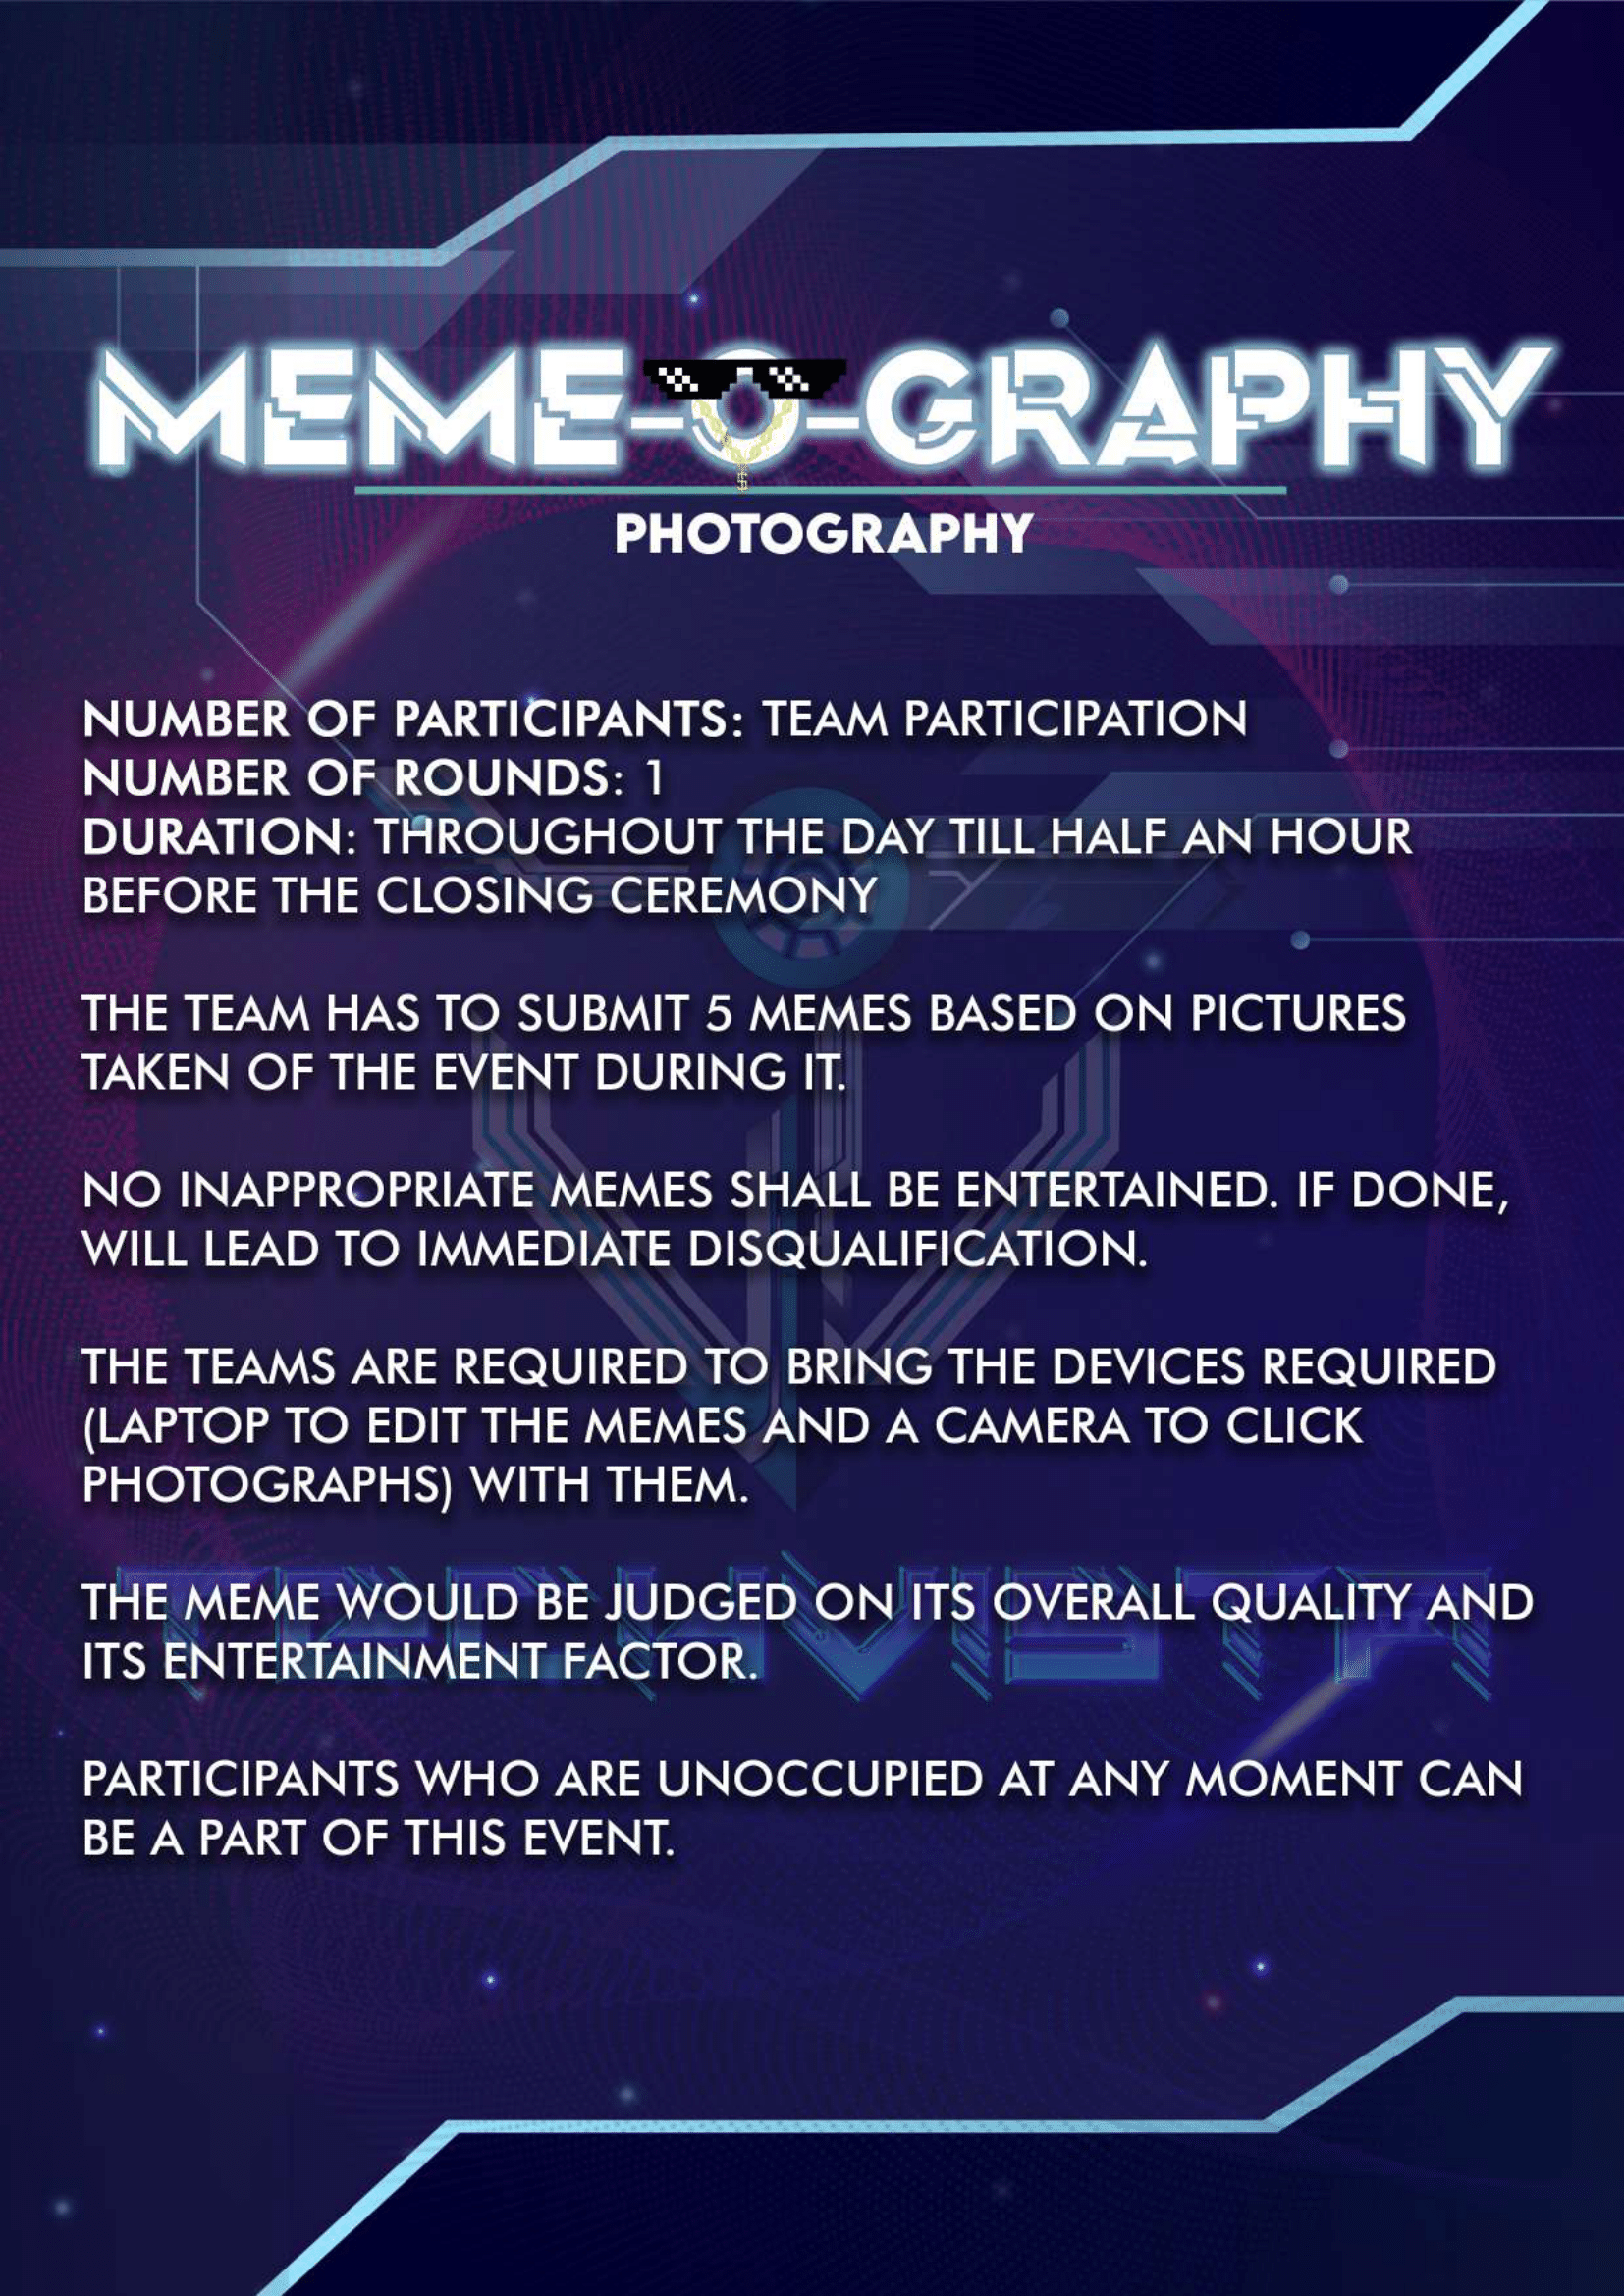 MEME-O-GRAPHY
PHOTOGRAPHY
NUMBER OF PARTICIPANTS: TEAM PARTICIPATION
NUMBER OF ROUNDS: 1
DURATION: THROUGHOUT THE DAY TILL HALF AN HOUR
BEFORE THE CLOSING CEREMONY
THE TEAM HAS TO SUBMIT 5 MEMES BASED ON PICTURES
TAKEN OF THE EVENT DURING IT.
NO INAPPROPRIATE MEMES SHALL BE ENTERTAINED. IF DONE,
WILL LEAD TO IMMEDIATE DISQUALIFICATION.
THE TEAMS ARE REQUIRED TO BRING THE DEVICES REQUIRED
(LAPTOP TO EDIT THE MEMES AND A CAMERA TO CLICK
PHOTOGRAPHS) WITH THEM.
TECHVISTA
THE MEME WOULD BE JUDGED ON ITS OVERALL QUALITY AND
ITS ENTERTAINMENT FACTOR.
PARTICIPANTS WHO ARE UNOCCUPIED AT ANY MOMENT CAN
BE A PART OF THIS EVENT.